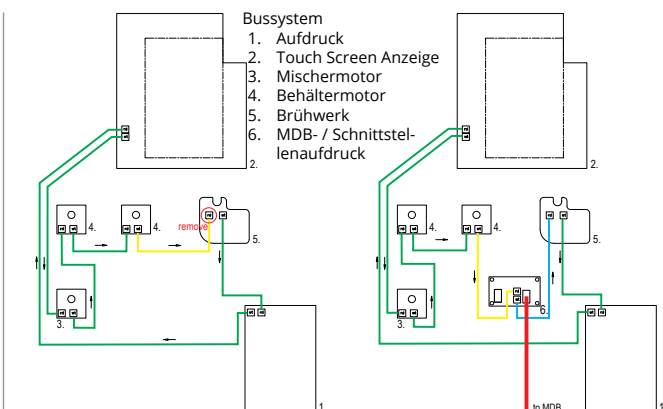 Bussystem
1. Aufdruck
2. Touch Screen Anzeige
3. Mischermotor
4. Behältermotor
5. Brühwerk
6. MDB- / Schnittstel-
lenaufdruck
2.
2.
4.
4.
remove
5.
4.
4.
5.
3.
3.
6.
1.
to MDB
1.